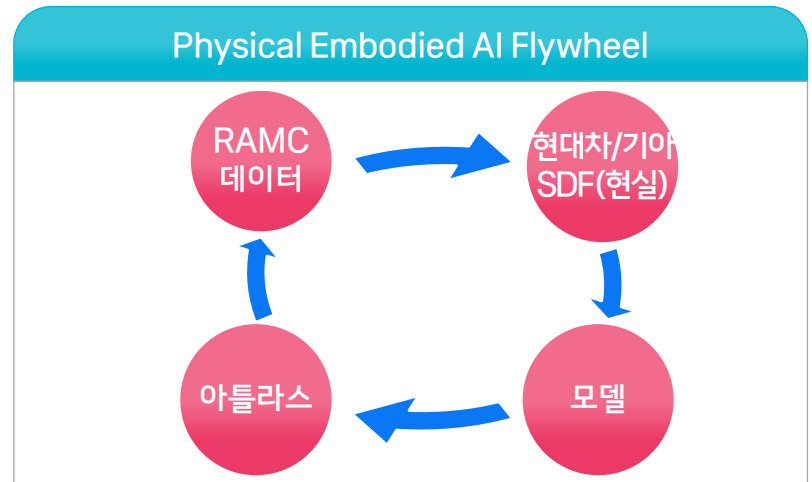 Physical Embodied AI Flywheel
RAMC
데이터
현대차/기아
SDF(현실)
아틀라스
모델